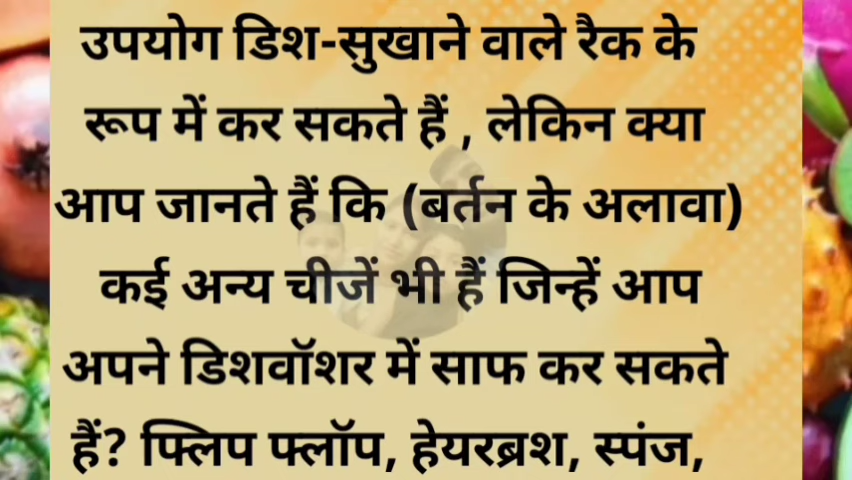 उपयोग डिश-सुखाने वाले रैक के
रूप में कर सकते हैं , लेकिन क्या
आप जानते हैं कि (बर्तन के अलावा)
कई अन्य चीजें भी हैं जिन्हें आप
अपने डिशवॉशर में साफ कर सकते
हैं? फ्लिप फ्लॉप, हेयरब्रश, स्पंज,